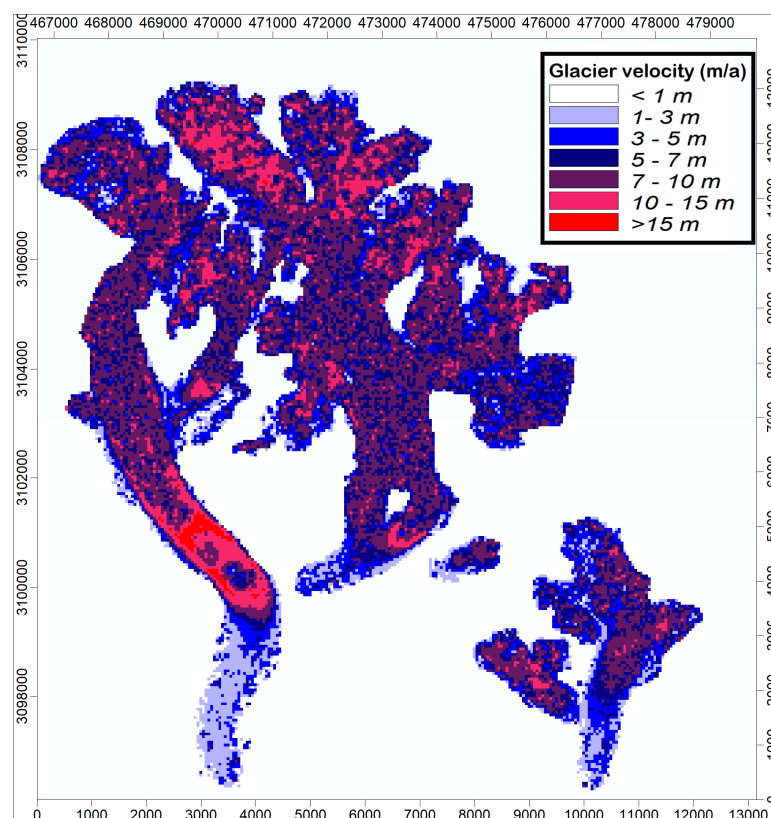 467000 468000 469000 470000 471000 472000 473000 474000 475000 476000 477000 478000 479000
Glacier velocity (m/a)
< 1 m
1- 3 m
3 - 5 m
5 - 7 m
7 - 10 m
10 - 15 m
>15 m
3108000
3106000
3104000
3102000
3100000
3098000
0 1000 2000 3000 4000 5000 6000 7000 8000 9000 10000 11000 12000 13000